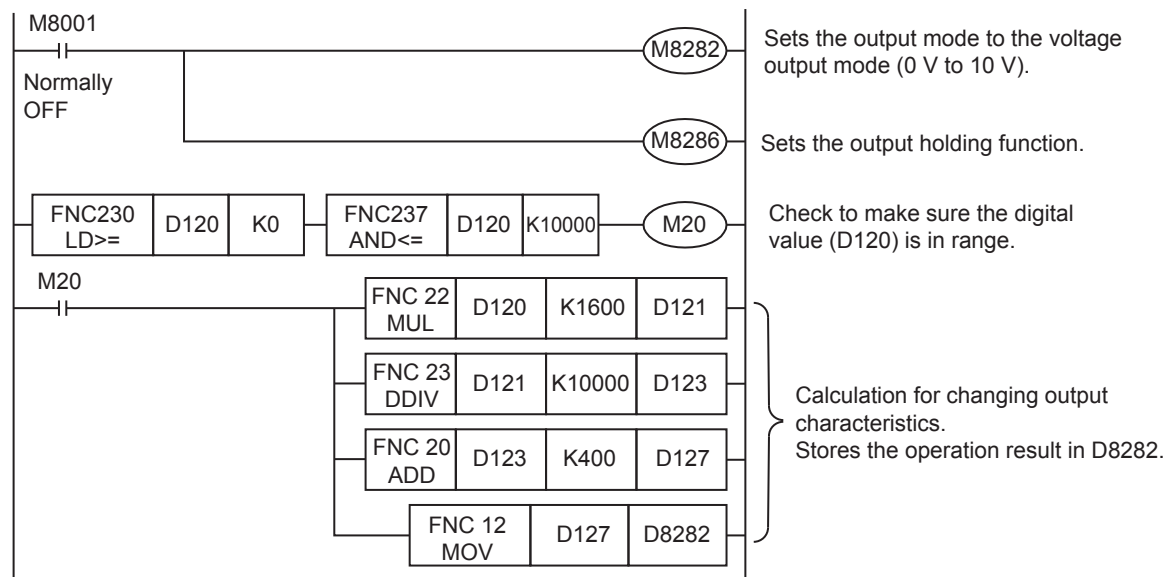 M8001
Normally
OFF
M8282
Sets the output mode to the voltage
output mode (0 V to 10 V).
M8286
Sets the output holding function.
FNC230
LD>=
D120
K0
FNC237
AND<=
D120
K10000
M20
Check to make sure the digital
value (D120) is in range.
M20
FNC 22
MUL
D120
K1600
D121
FNC 23
DDIV
D121
K10000
D123
FNC 20
ADD
D123
K400
D127
FNC 12
MOV
D127
D8282
Calculation for changing output
characteristics.
Stores the operation result in D8282.